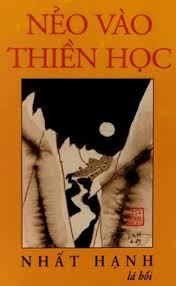 NẺO VÀO
THIỀN HỌC
NHẤT HẠNH
lá bối